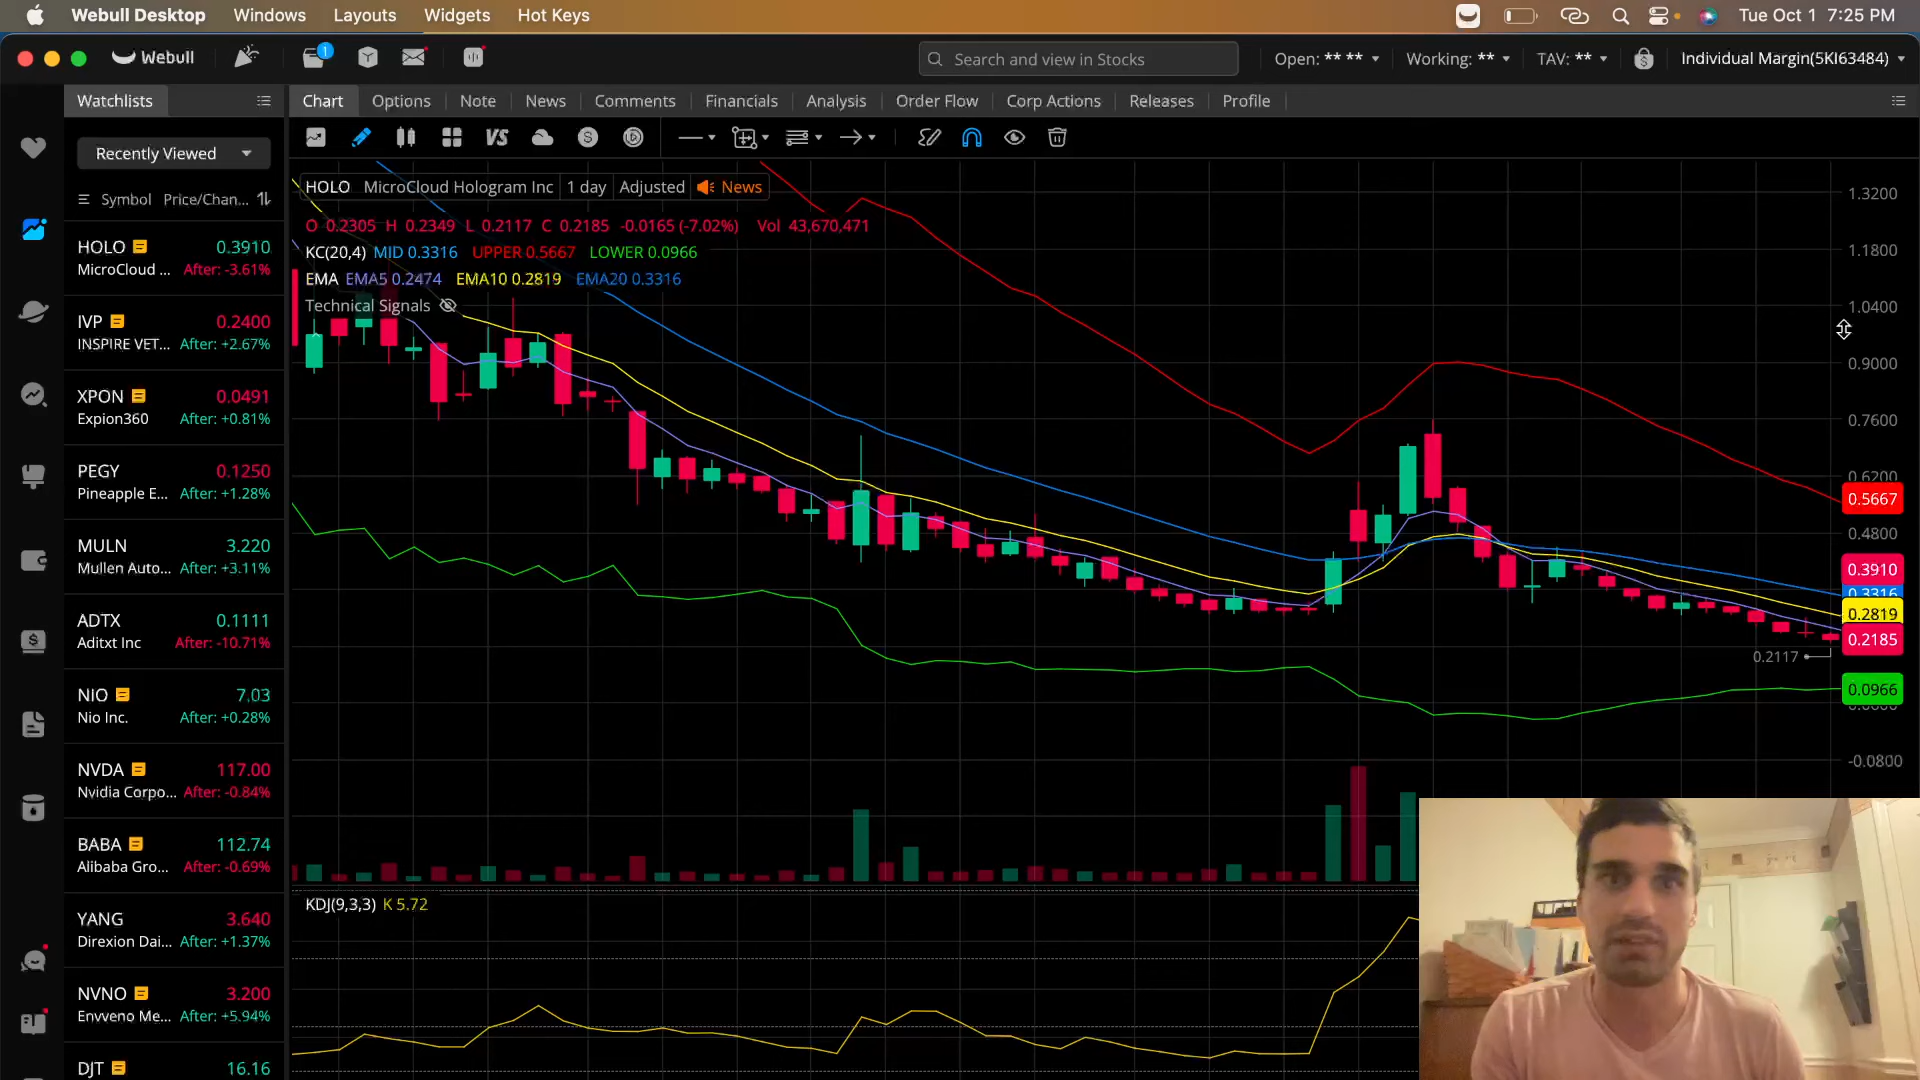 Webull Desktop Windows Layouts Widgets Hot Keys Tue Oct 1 7:25 PM
Webull 1 Search and view in Stocks Open: ** ** Working: ** TAV: ** Individual Margin(5KI63484)
Watchlists Chart Options Note News Comments Financials Analysis Order Flow Corp Actions Releases Profile
Recently Viewed
VS
Symbol Price/Chan...
HOLO 0.3910
MicroCloud ... After: -3.61%
IVP 0.2400
INSPIRE VET... After: +2.67%
XPON 0.0491
Expion360 After: +0.81%
PEGY 0.1250
Pineapple E... After: +1.28%
MULN 3.220
Mullen Auto... After: +3.11%
ADTX 0.1111
Aditxt Inc After: -10.71%
NIO 7.03
Nio Inc. After: +0.28%
NVDA 117.00
Nvidia Corpo... After: -0.84%
BABA 112.74
Alibaba Gro... After: -0.69%
YANG 3.640
Direxion Dai... After: +1.37%
NVNO 3.200
Envveno Me... After: +5.94%
DJT 16.16
HOLO MicroCloud Hologram Inc 1 day Adjusted News
O 0.2305 H 0.2349 L 0.2117 C 0.2185 -0.0165 (-7.02%) Vol 43,670,471
KC(20,4) MID 0.3316 UPPER 0.5667 LOWER 0.0966
EMA EMA5 0.2474 EMA10 0.2819 EMA20 0.3316
Technical Signals
1.3200
1.1800
1.0400
0.9000
0.7600
0.6200
0.5667
0.4800
0.3910
0.3316
0.2819
0.2185
0.2117
0.0966
-0.0800
KDJ(9,3,3) K 5.72